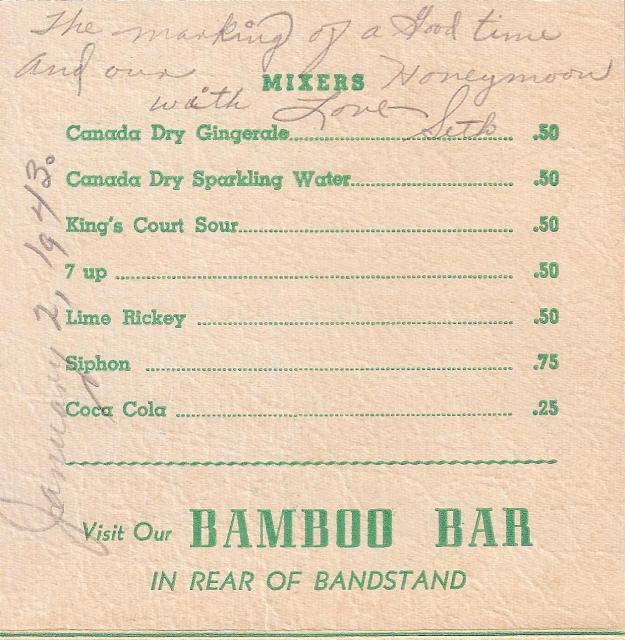 The marking of a Good time
and our Honeymoon
MIXERS
with Love Seth
Canada Dry Gingerale .50
Canada Dry Sparkling Water .50
King's Court Sour .50
7 up .50
Lime Rickey .50
Siphon .75
Coca Cola .25
January 2, 1943.
Visit Our BAMBOO BAR
IN REAR OF BANDSTAND